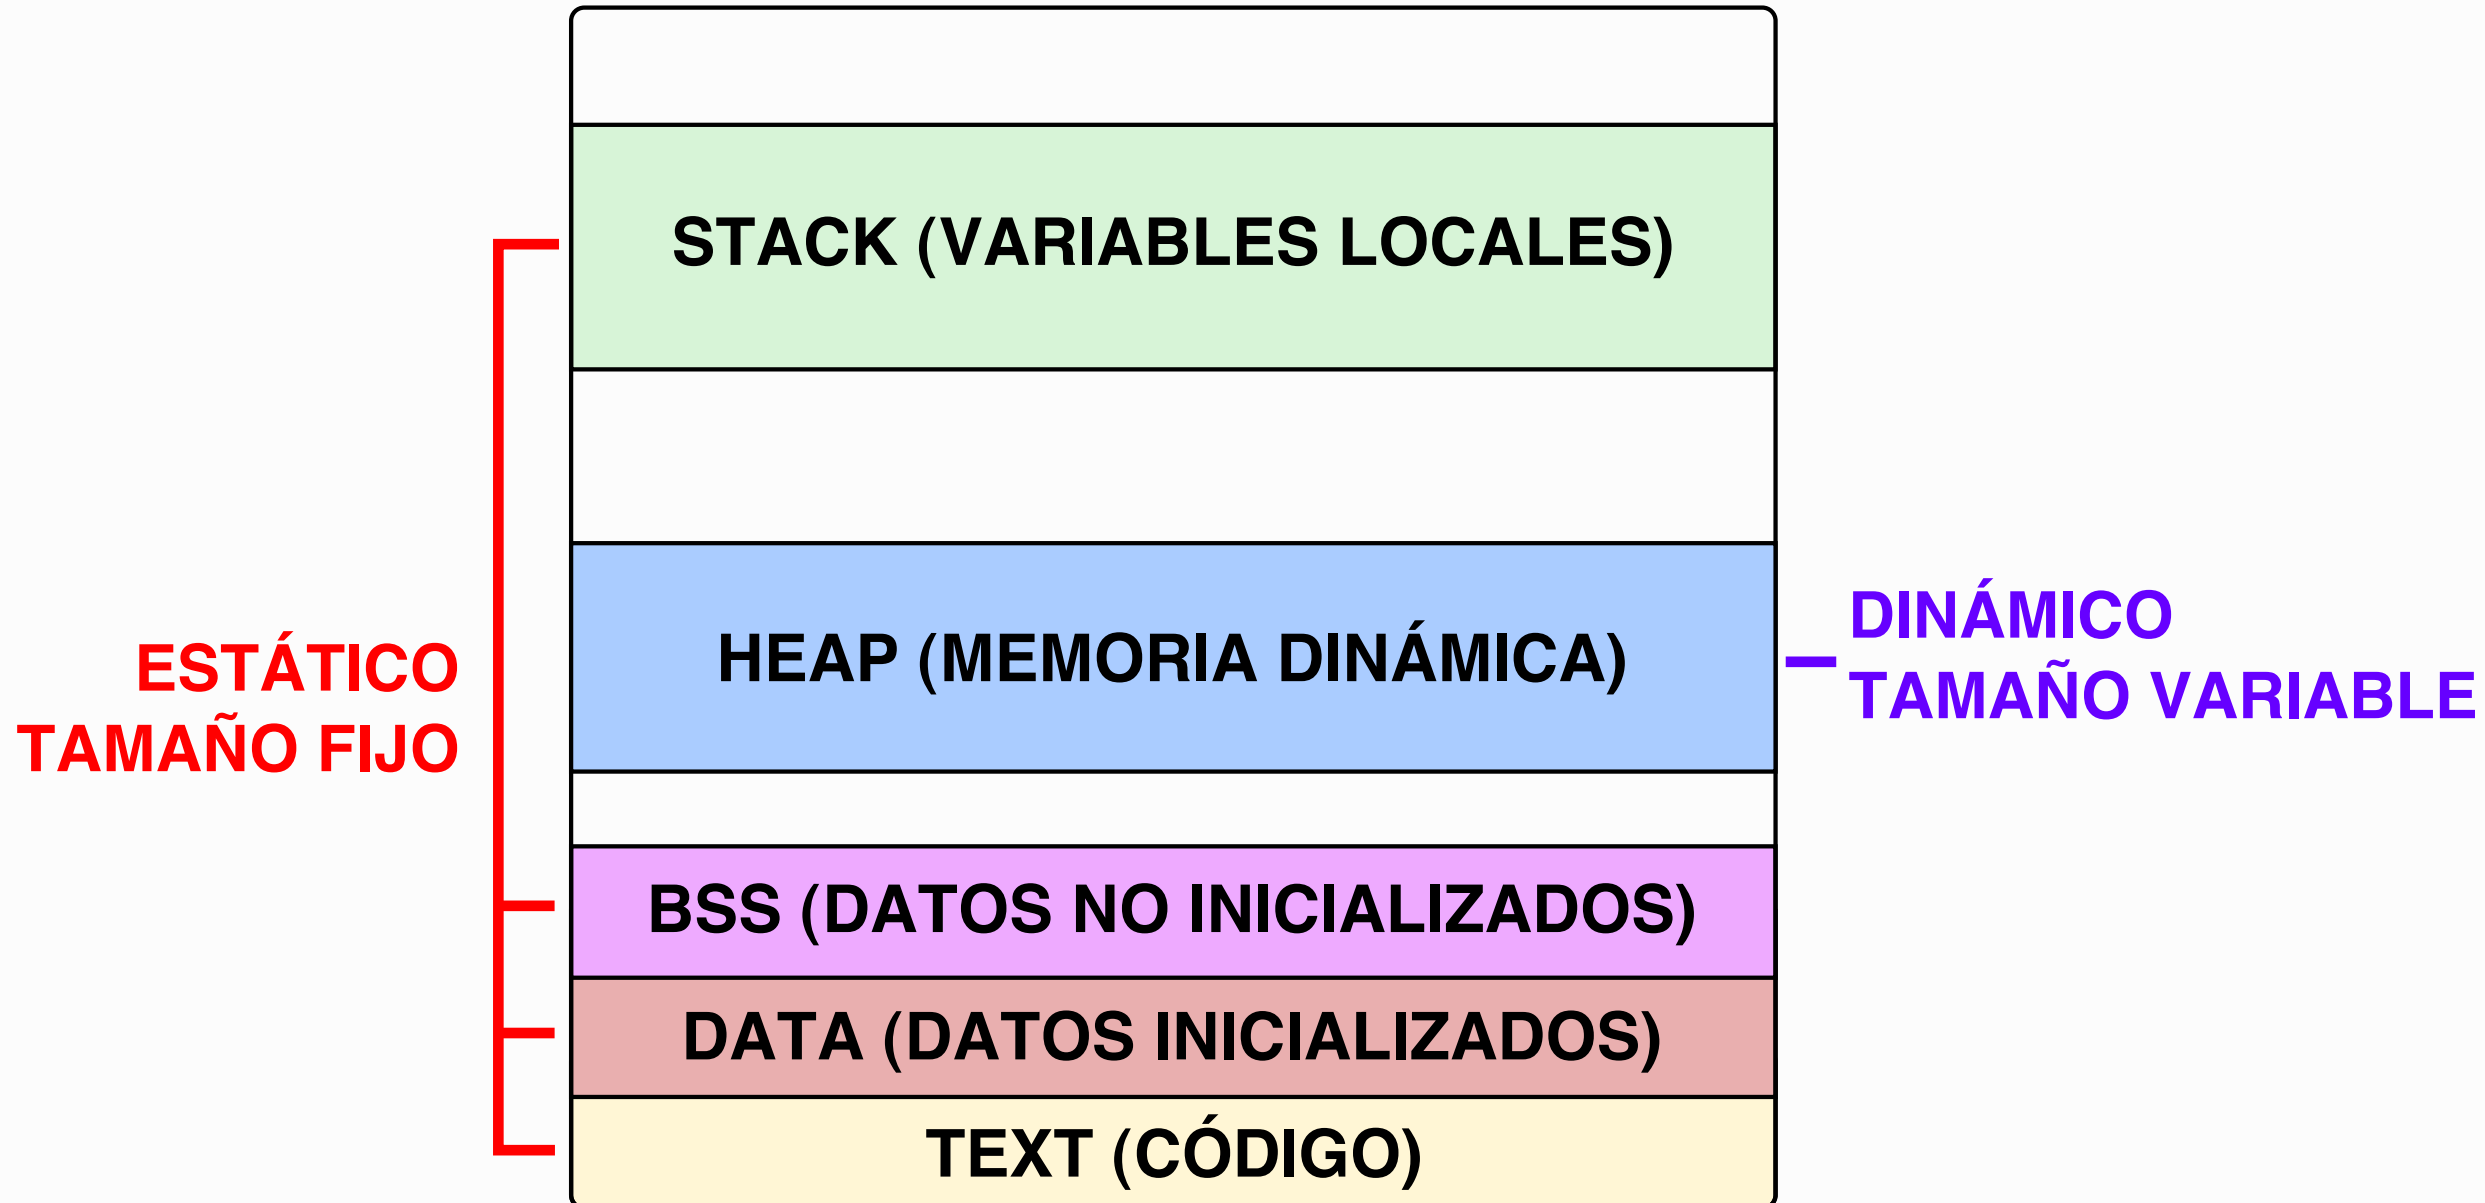 STACK (VARIABLES LOCALES)
HEAP (MEMORIA DINÁMICA)
DINÁMICO
TAMAÑO VARIABLE
ESTÁTICO
TAMAÑO FIJO
BSS (DATOS NO INICIALIZADOS)
DATA (DATOS INICIALIZADOS)
TEXT (CÓDIGO)